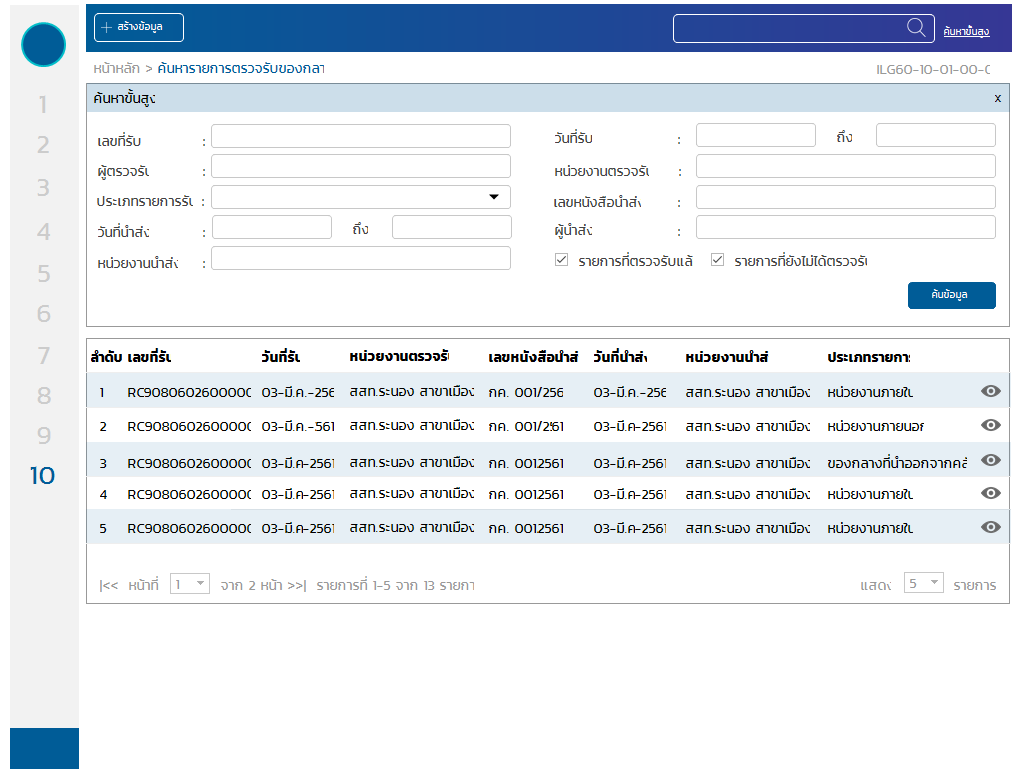 สร้างข้อมูล
ค้นหาขั้นสูง
หน้าหลัก > ค้นหารายการตรวจรับของกลา
ILG60-10-01-00-0
ค้นหาขั้นสูง x
1
2
3
4
5
6
7
8
9
10
เลขที่รับ :
วันที่รับ : ถึง
ผู้ตรวจรับ :
หน่วยงานตรวจรับ :
ประเภทรายการรับ :
เลขหนังสือนำส่ง :
วันที่นำส่ง : ถึง
ผู้นำส่ง :
หน่วยงานนำส่ง :
รายการที่ตรวจรับแล้ รายการที่ยังไม่ได้ตรวจรับ
ค้นข้อมูล
ลำดับ เลขที่รับ วันที่รับ หน่วยงานตรวจรับ เลขหนังสือนำส่ วันที่นำส่ง หน่วยงานนำส่ ประเภทรายการ
1 RC9080602600000 03-มี.ค.-256 สสท.ระนอง สาขาเมือง กค. 001/256 03-มี.ค.-256 สสท.ระนอง สาขาเมือง หน่วยงานภายใน
2 RC9080602600000 03-มี.ค.-561 สสท.ระนอง สาขาเมือง กค. 001/2561 03-มี.ค-2561 สสท.ระนอง สาขาเมือง หน่วยงานภายนอก
3 RC9080602600000 03-มี.ค-2561 สสท.ระนอง สาขาเมือง กค. 0012561 03-มี.ค-2561 สสท.ระนอง สาขาเมือง ของกลางที่นำออกจากคลั
4 RC9080602600000 03-มี.ค-2561 สสท.ระนอง สาขาเมือง กค. 0012561 03-มี.ค-2561 สสท.ระนอง สาขาเมือง หน่วยงานภายใน
5 RC9080602600000 03-มี.ค-2561 สสท.ระนอง สาขาเมือง กค. 0012561 03-มี.ค-2561 สสท.ระนอง สาขาเมือง หน่วยงานภายใน
|<< หน้าที่ 1 จาก 2 หน้า >>| รายการที่ 1-5 จาก 13 รายกา
แสดง 5 รายการ